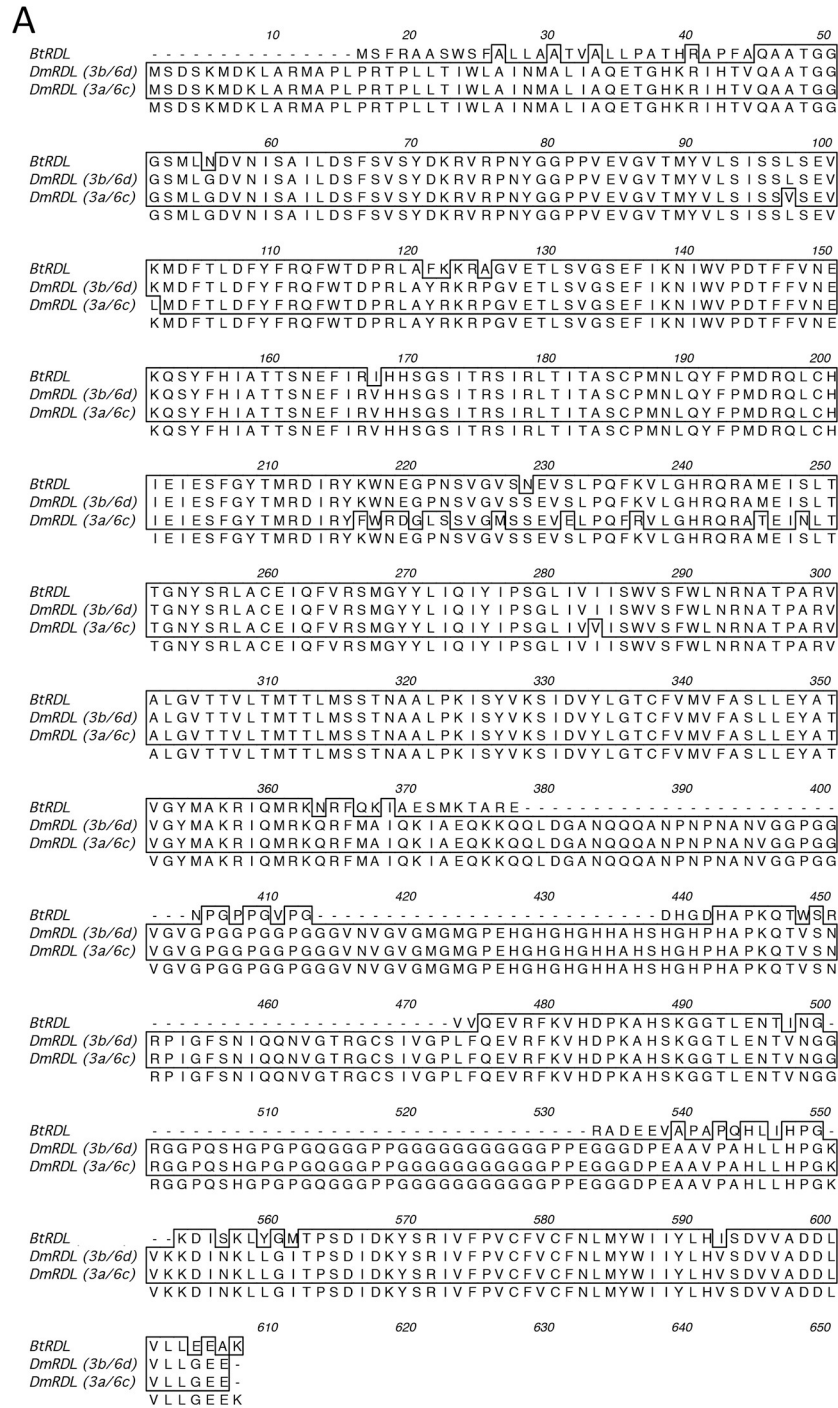 A
10 20 30 40 50
BtRDL ---------------MSFRAASWSFALLAATVALLPATHRAPFAQAATGG
DmRDL (3b/6d) MSDSKMDKLARMAPLPRTPLLTIWLAINMALIAQETGHKRIHTVQAATGG
DmRDL (3a/6c) MSDSKMDKLARMAPLPRTPLLTIWLAINMALIAQETGHKRIHTVQAATGG
MSDSKMDKLARMAPLPRTPLLTIWLAINMALIAQETGHKRIHTVQAATGG
60 70 80 90 100
BtRDL GSMLNDVNISAILDSFSVSYDKRVRPNYGGPPVEVGVTMYVLSISSLSEV
DmRDL (3b/6d) GSMLGDVNISAILDSFSVSYDKRVRPNYGGPPVEVGVTMYVLSISSLSEV
DmRDL (3a/6c) GSMLGDVNISAILDSFSVSYDKRVRPNYGGPPVEVGVTMYVLSISSVSEV
GSMLGDVNISAILDSFSVSYDKRVRPNYGGPPVEVGVTMYVLSISSLSEV
110 120 130 140 150
BtRDL KMDFTLDFYFRQFWTDPRLAFKKRAGVETLSVGSEFIKNIWVPDTFFVNE
DmRDL (3b/6d) KMDFTLDFYFRQFWTDPRLAYRKRPGVETLSVGSEFIKNIWVPDTFFVNE
DmRDL (3a/6c) LMDFTLDFYFRQFWTDPRLAYRKRPGVETLSVGSEFIKNIWVPDTFFVNE
KMDFTLDFYFRQFWTDPRLAYRKRPGVETLSVGSEFIKNIWVPDTFFVNE
160 170 180 190 200
BtRDL KQSYFHIATTSNEFIRIHHSGSITRSIRLTITASCPMNLQYFPMDRQLCH
DmRDL (3b/6d) KQSYFHIATTSNEFIRVHHSGSITRSIRLTITASCPMNLQYFPMDRQLCH
DmRDL (3a/6c) KQSYFHIATTSNEFIRVHHSGSITRSIRLTITASCPMNLQYFPMDRQLCH
KQSYFHIATTSNEFIRVHHSGSITRSIRLTITASCPMNLQYFPMDRQLCH
210 220 230 240 250
BtRDL IEIESFGYTMRDIRYKWNEGPNSVGVSNEVSLPQFKVLGHRQRAMEISLT
DmRDL (3b/6d) IEIESFGYTMRDIRYKWNEGPNSVGVSSEVSLPQFKVLGHRQRAMEISLT
DmRDL (3a/6c) IEIESFGYTMRDIRYFWRDGLSSVGMSSEVELPQFRVLGHRQRATEINLT
IEIESFGYTMRDIRYKWNEGPNSVGVSSEVSLPQFKVLGHRQRAMEISLT
260 270 280 290 300
BtRDL TGNYSRLACEIQFVRSMGYYLIQIYIPSGLIVIISWVSFWLNRNATPARV
DmRDL (3b/6d) TGNYSRLACEIQFVRSMGYYLIQIYIPSGLIVIISWVSFWLNRNATPARV
DmRDL (3a/6c) TGNYSRLACEIQFVRSMGYYLIQIYIPSGLIVVISWVSFWLNRNATPARV
TGNYSRLACEIQFVRSMGYYLIQIYIPSGLIVIISWVSFWLNRNATPARV
310 320 330 340 350
BtRDL ALGVTTVLTMTTLMSSTNAALPKISYVKSIDVYLGTCFVMVFASLLEYAT
DmRDL (3b/6d) ALGVTTVLTMTTLMSSTNAALPKISYVKSIDVYLGTCFVMVFASLLEYAT
DmRDL (3a/6c) ALGVTTVLTMTTLMSSTNAALPKISYVKSIDVYLGTCFVMVFASLLEYAT
ALGVTTVLTMTTLMSSTNAALPKISYVKSIDVYLGTCFVMVFASLLEYAT
360 370 380 390 400
BtRDL VGYMAKRIQMRKNRFQKIAESMKTARE-----------------------
DmRDL (3b/6d) VGYMAKRIQMRKQRFMAIQKIAEQKKQQLDGANQQQANPNPNANVGGPGG
DmRDL (3a/6c) VGYMAKRIQMRKQRFMAIQKIAEQKKQQLDGANQQQANPNPNANVGGPGG
VGYMAKRIQMRKQRFMAIQKIAEQKKQQLDGANQQQANPNPNANVGGPGG
410 420 430 440 450
BtRDL ---NPGPPGVPG-------------------------DHGDHAPKQTWSR
DmRDL (3b/6d) VGVGPGGPGGPGGGVNVGVGMGMGPEHGHGHGHHAHSHGHPHAPKQTVSN
DmRDL (3a/6c) VGVGPGGPGGPGGGVNVGVGMGMGPEHGHGHGHHAHSHGHPHAPKQTVSN
VGVGPGGPGGPGGGVNVGVGMGMGPEHGHGHGHHAHSHGHPHAPKQTVSN
460 470 480 490 500
BtRDL ----------------------VVQEVRFKVHDPKAHSKGGTLENTING-
DmRDL (3b/6d) RPIGFSNIQQNVGTRGCSIVGPLFQEVRFKVHDPKAHSKGGTLENTVNGG
DmRDL (3a/6c) RPIGFSNIQQNVGTRGCSIVGPLFQEVRFKVHDPKAHSKGGTLENTVNGG
RPIGFSNIQQNVGTRGCSIVGPLFQEVRFKVHDPKAHSKGGTLENTVNGG
510 520 530 540 550
BtRDL --------------------------------RADEEVAPAPQHLIHPG-
DmRDL (3b/6d) RGGPQSHGPGPGQGGGPPGGGGGGGGGGGPPEGGGDPEAAVPAHLLHPGK
DmRDL (3a/6c) RGGPQSHGPGPGQGGGPPGGGGGGGGGGGPPEGGGDPEAAVPAHLLHPGK
RGGPQSHGPGPGQGGGPPGGGGGGGGGGGPPEGGGDPEAAVPAHLLHPGK
560 570 580 590 600
BtRDL --KDISKLYGMTPSDIDKYSRIVFPVCFVCFNLMYWIIYLHISDVVADDL
DmRDL (3b/6d) VKKDINKLLGITPSDIDKYSRIVFPVCFVCFNLMYWIIYLHVSDVVADDL
DmRDL (3a/6c) VKKDINKLLGITPSDIDKYSRIVFPVCFVCFNLMYWIIYLHVSDVVADDL
VKKDINKLLGITPSDIDKYSRIVFPVCFVCFNLMYWIIYLHVSDVVADDL
610 620 630 640 650
BtRDL VLLEEAK
DmRDL (3b/6d) VLLGEE-
DmRDL (3a/6c) VLLGEE-
VLLGEEK